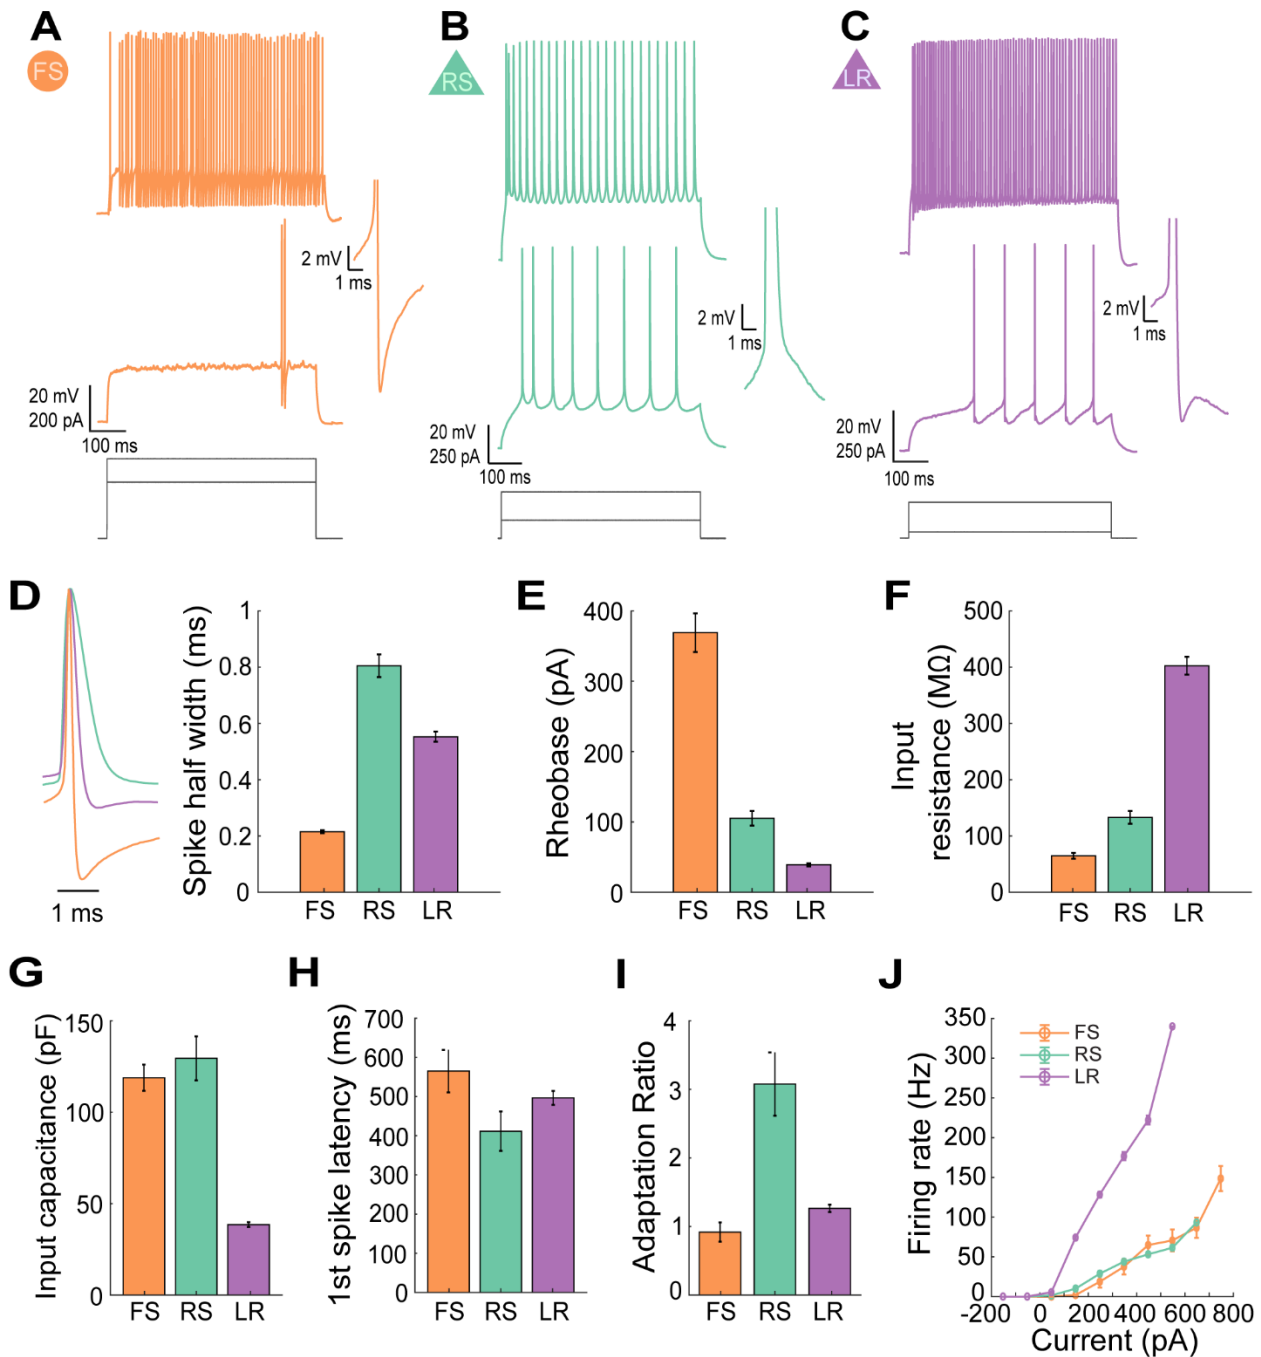 A
FS
2 mV
1 ms
20 mV
200 pA
100 ms
B
RS
2 mV
1 ms
20 mV
250 pA
100 ms
C
LR
2 mV
1 ms
20 mV
250 pA
100 ms
D
1 ms
Spike half width (ms)
1
0.8
0.6
0.4
0.2
0
FS RS LR
E
Rheobase (pA)
400
300
200
100
0
FS RS LR
F
Input
resistance (MΩ)
500
400
300
200
100
0
FS RS LR
G
Input capacitance (pF)
150
100
50
0
FS RS LR
H
1st spike latency (ms)
700
600
500
400
300
200
100
0
FS RS LR
I
Adaptation Ratio
4
3
2
1
0
FS RS LR
J
Firing rate (Hz)
350
300
250
200
150
100
50
0
FS
RS
LR
-200 0 200 400 600 800
Current (pA)